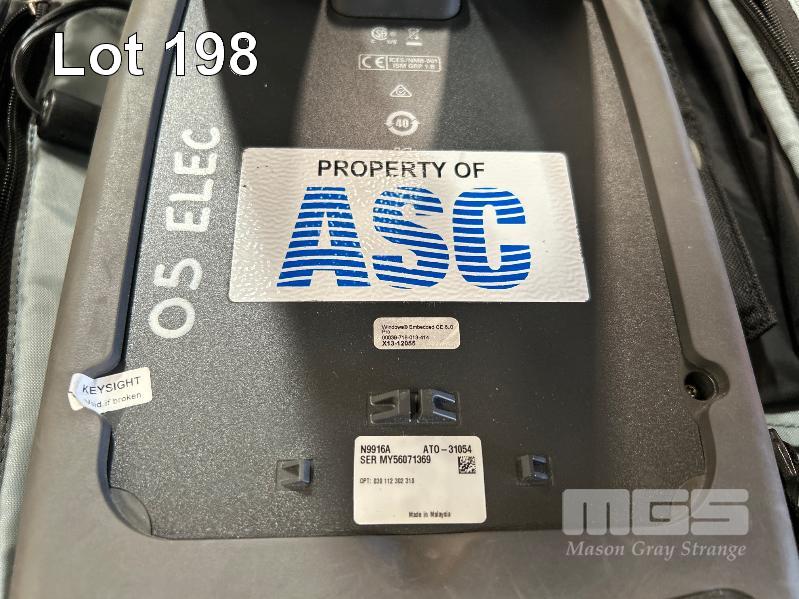 Lot 198
CE ICES/NMB-001
ISM GRP 1-B
40
PROPERTY OF
ASC
05 ELEC
Windows® Embedded CE 6.0
Pro
X13-12055
KEYSIGHT
Void if broken
N9916A ATO-31054
SER MY56071369
OPT: 030 112 302 310
Made in Malaysia
MGS
Mason Gray Strange